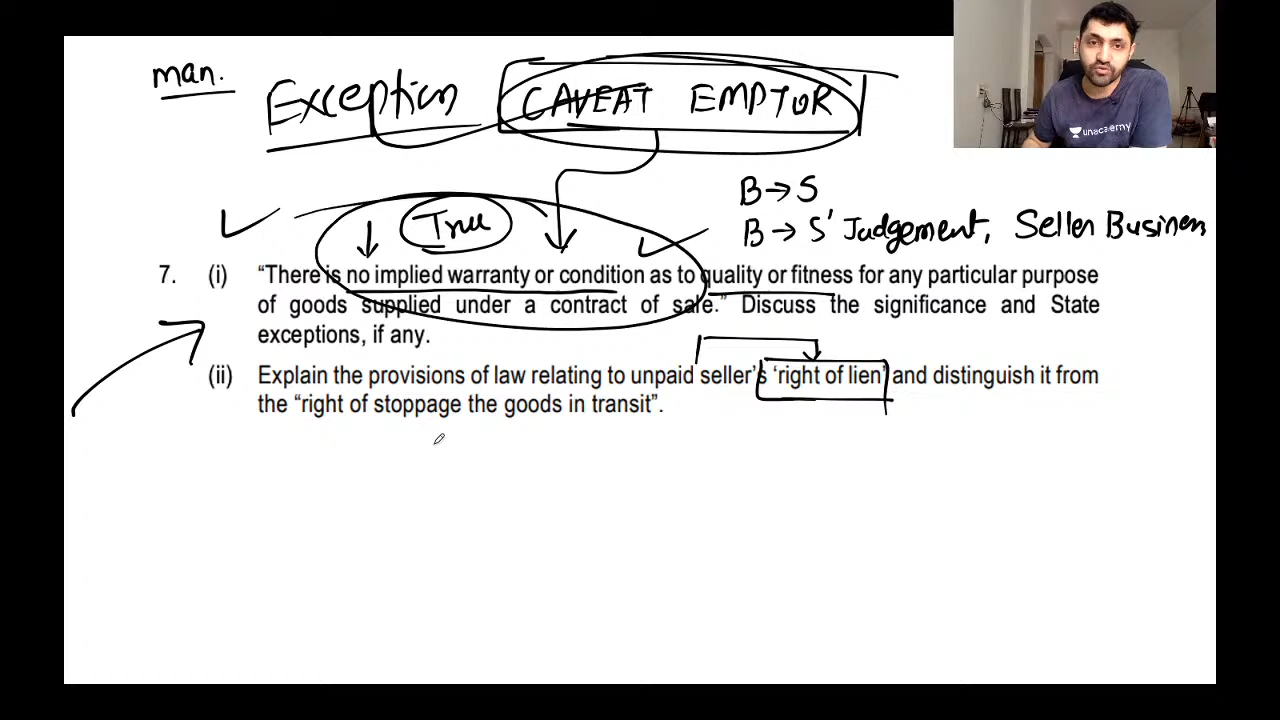 man.
Exception CAVEAT EMPTOR
unacademy
B → S
True
B → S' Judgement, Seller Business
7. (i) “There is no implied warranty or condition as to quality or fitness for any particular purpose
of goods supplied under a contract of sale.” Discuss the significance and State
exceptions, if any.
(ii) Explain the provisions of law relating to unpaid seller’s ‘right of lien’ and distinguish it from
the “right of stoppage the goods in transit”.